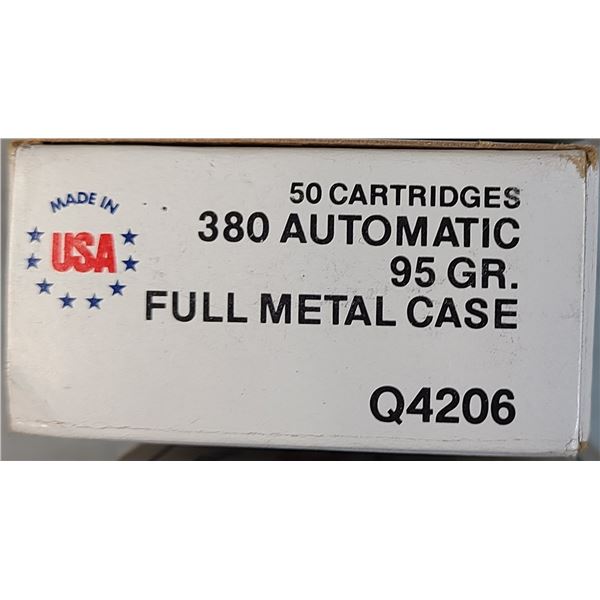 MADE IN
USA
50 CARTRIDGES
380 AUTOMATIC
95 GR.
FULL METAL CASE
Q4206